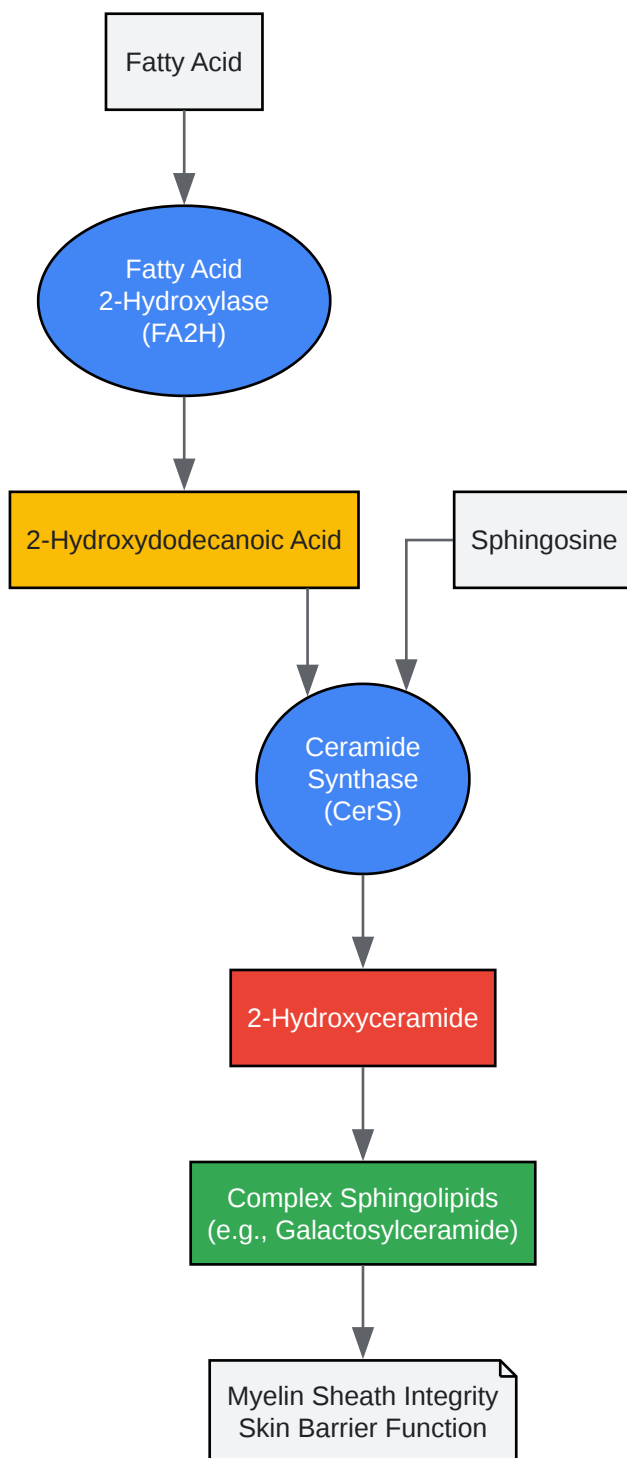 Fatty Acid
Fatty Acid
2-Hydroxylase
(FA2H)
2-Hydroxydodecanoic Acid
Sphingosine
Ceramide
Synthase
(CerS)
2-Hydroxyceramide
Complex Sphingolipids
(e.g., Galactosylceramide)
Myelin Sheath Integrity
Skin Barrier Function